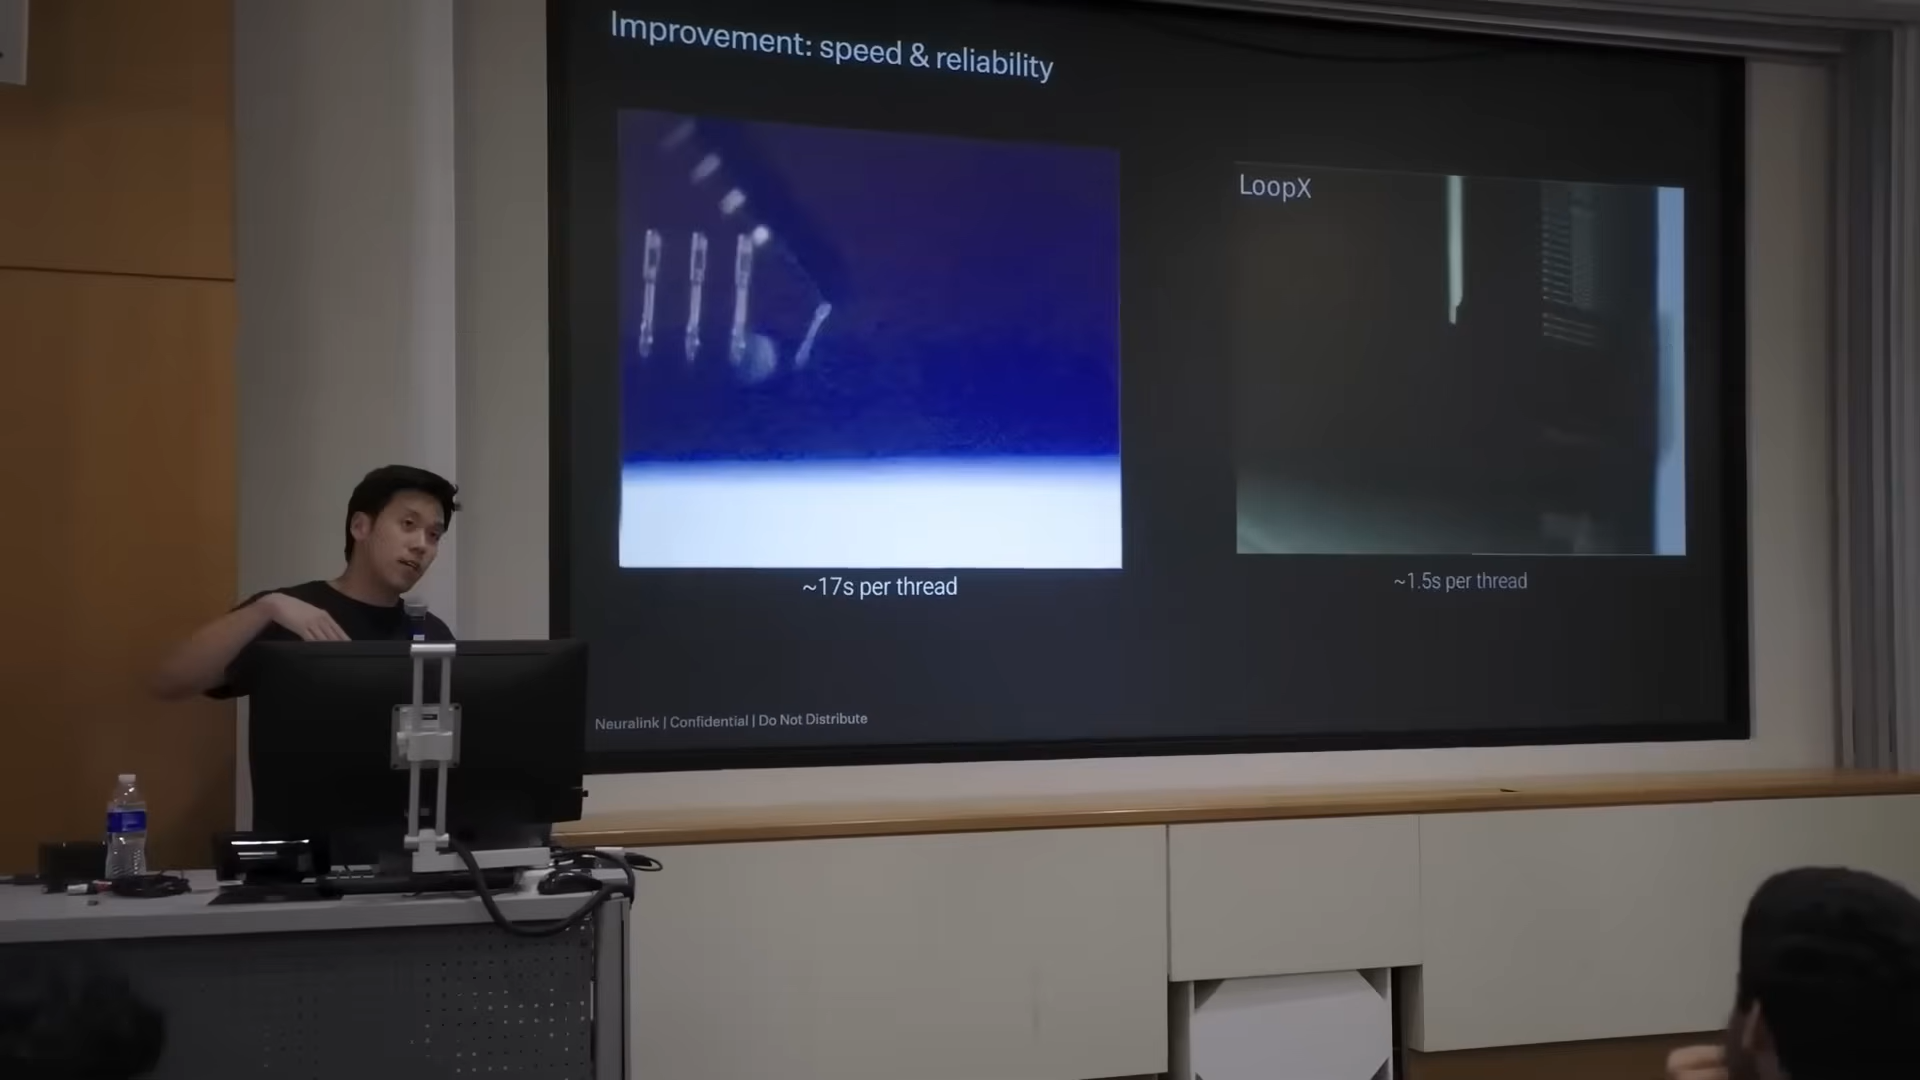 Improvement: speed & reliability
LoopX
~17s per thread
~1.5s per thread
Neuralink | Confidential | Do Not Distribute